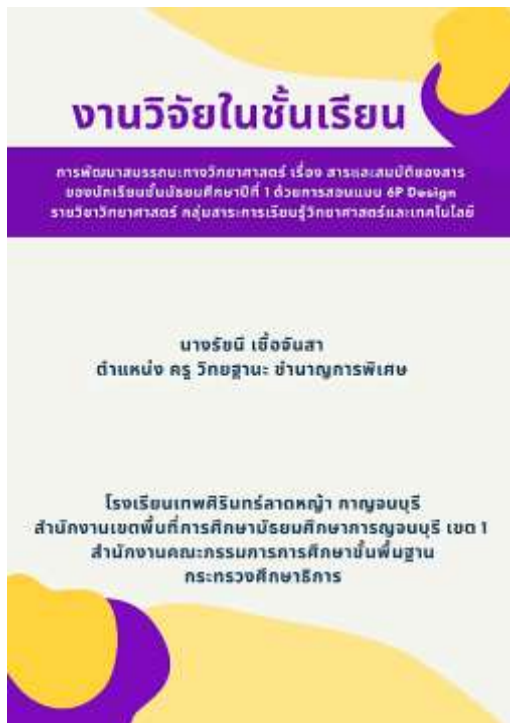 งานวิจัยในชั้นเรียน
การพัฒนาสมรรถนะทางวิทยาศาสตร์ เรื่อง สารและสมบัติของสาร
ของนักเรียนชั้นมัธยมศึกษาปีที่ 1 ด้วยการสอนแบบ 6P Design
รายวิชาวิทยาศาสตร์ กลุ่มสาระการเรียนรู้วิทยาศาสตร์และเทคโนโลยี
นางรัชนี เชื้อจันสา
ตำแหน่ง ครู วิทยฐานะ ชำนาญการพิเศษ
โรงเรียนเทพศิรินทร์ลาดหญ้า กาญจนบุรี
สำนักงานเขตพื้นที่การศึกษามัธยมศึกษาการญจนบุรี เขต 1
สำนักงานคณะกรรมการการศึกษาขั้นพื้นฐาน
กระทรวงศึกษาธิการ